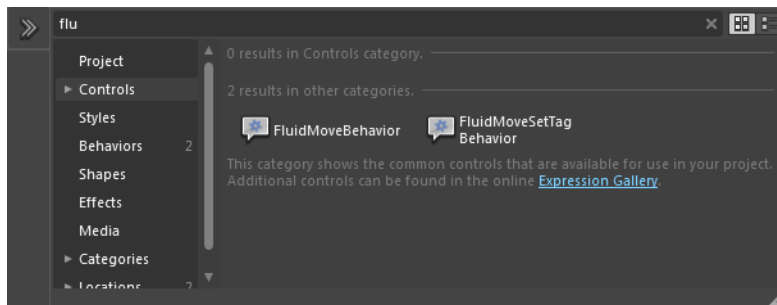 flu
Project
Controls
Styles
Behaviors 2
Shapes
Effects
Media
Categories
Locations 2
0 results in Controls category.
2 results in other categories.
FluidMoveBehavior
FluidMoveSetTag
Behavior
This category shows the common controls that are available for use in your project.
Additional controls can be found in the online Expression Gallery.